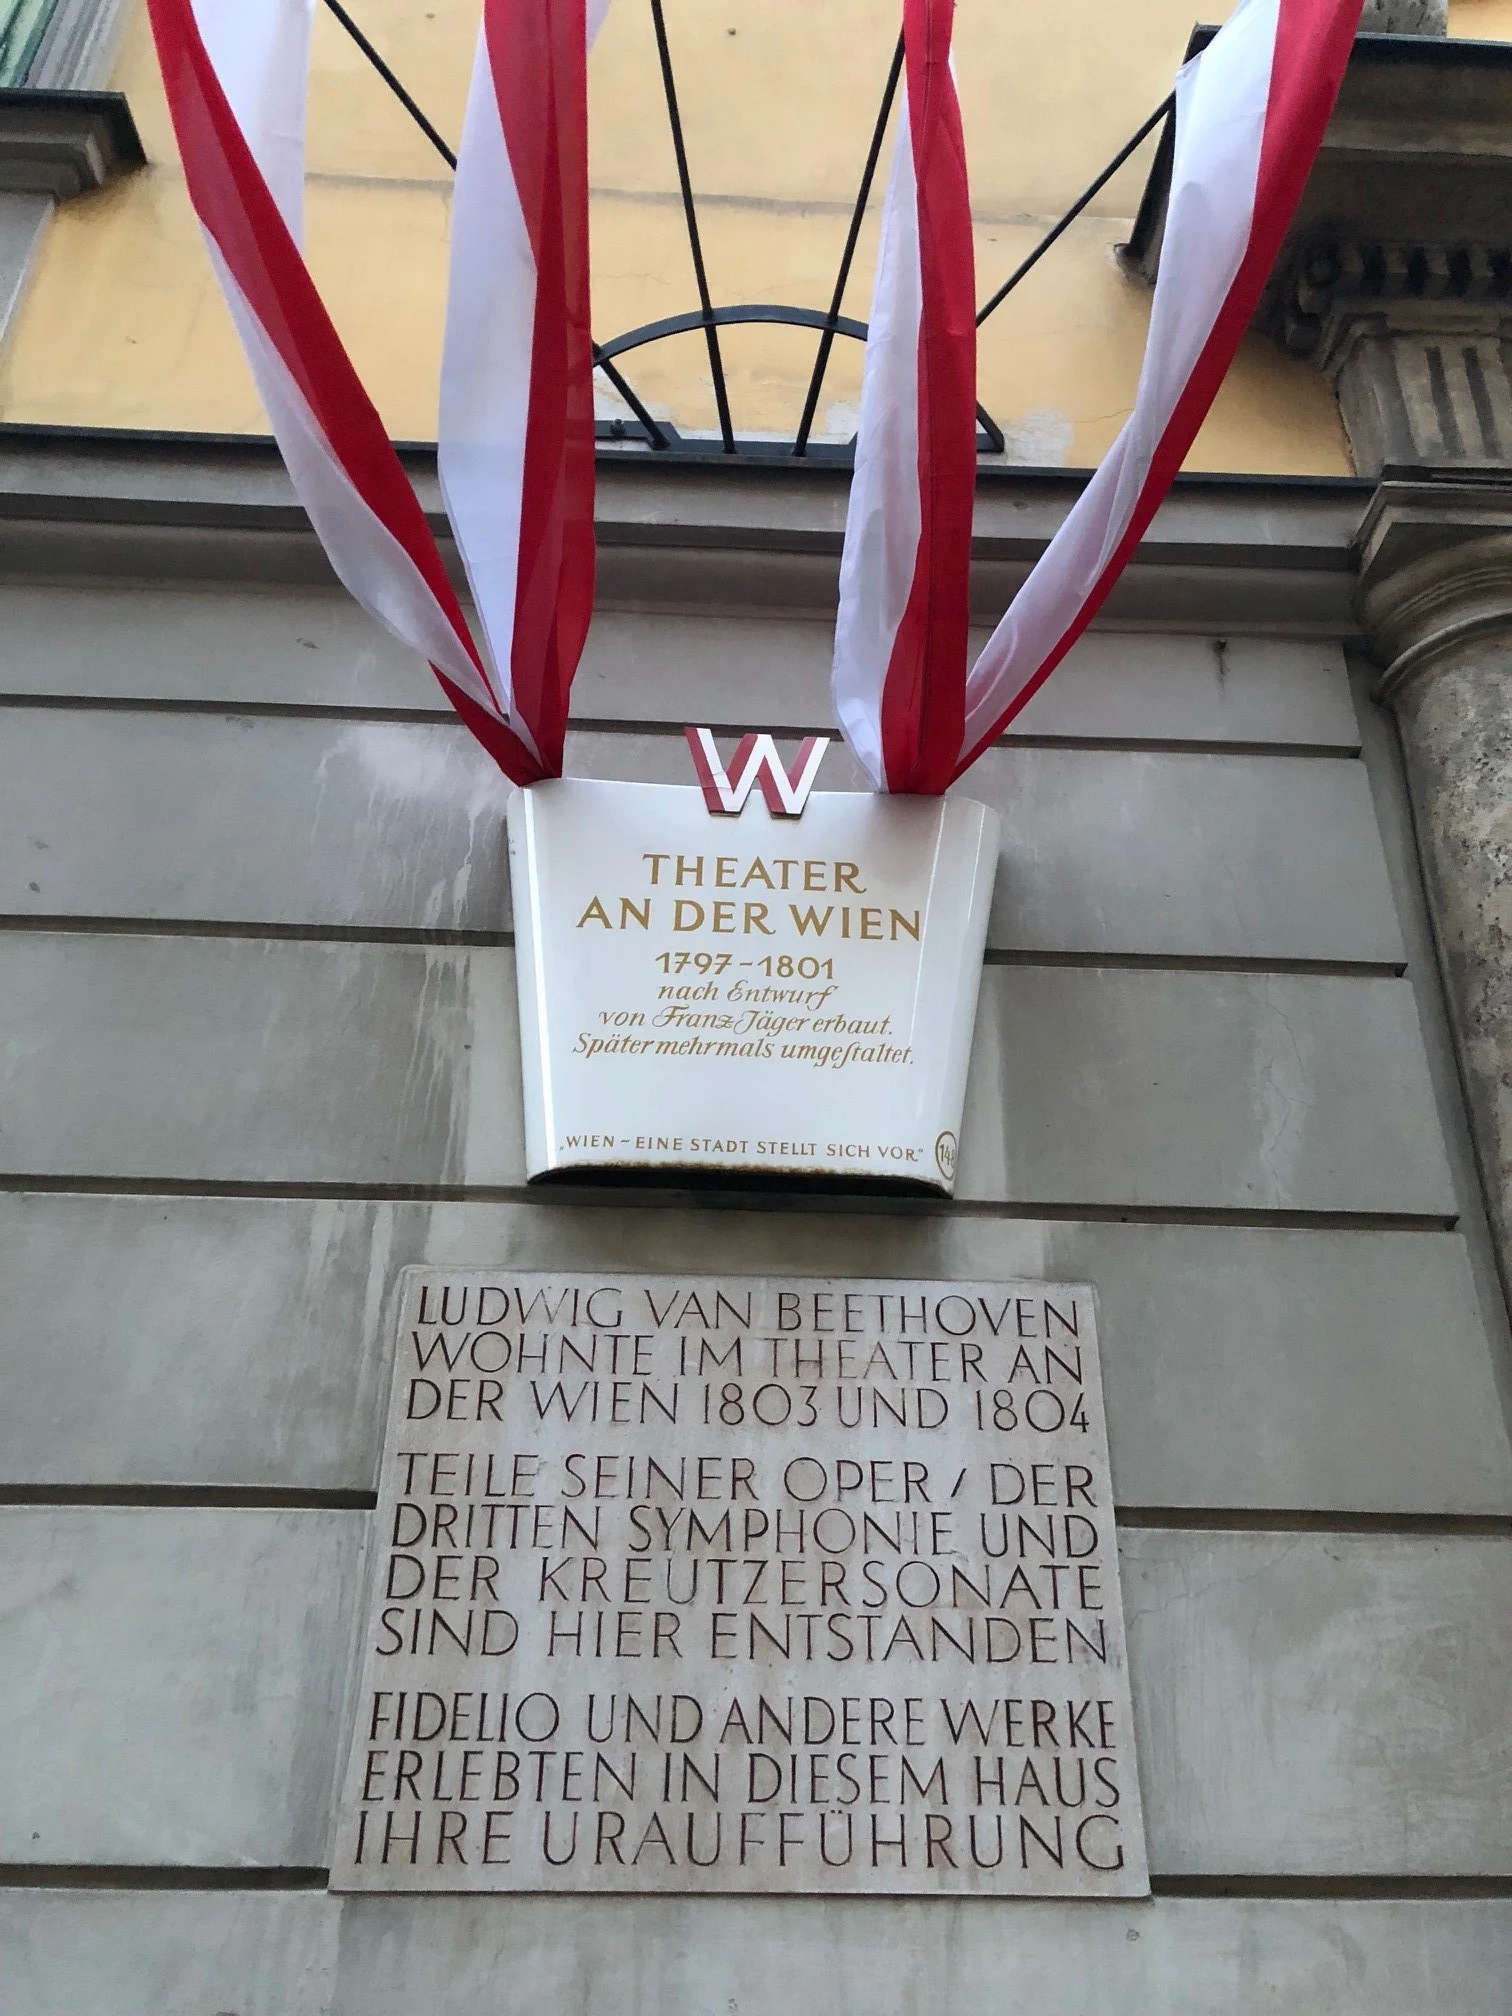 W
THEATER
AN DER WIEN
1797-1801
nach Entwurf
von Franz Jäger erbaut.
Später mehrmals umgeſtaltet.
„WIEN – EINE STADT STELLT SICH VOR“
LUDWIG VAN BEETHOVEN
WOHNTE IM THEATER AN
DER WIEN 1803 UND 1804
TEILE SEINER OPER / DER
DRITTEN SYMPHONIE UND
DER KREUTZERSONATE
SIND HIER ENTSTANDEN
FIDELIO UND ANDERE WERKE
ERLEBTEN IN DIESEM HAUS
IHRE URAUFFÜHRUNG